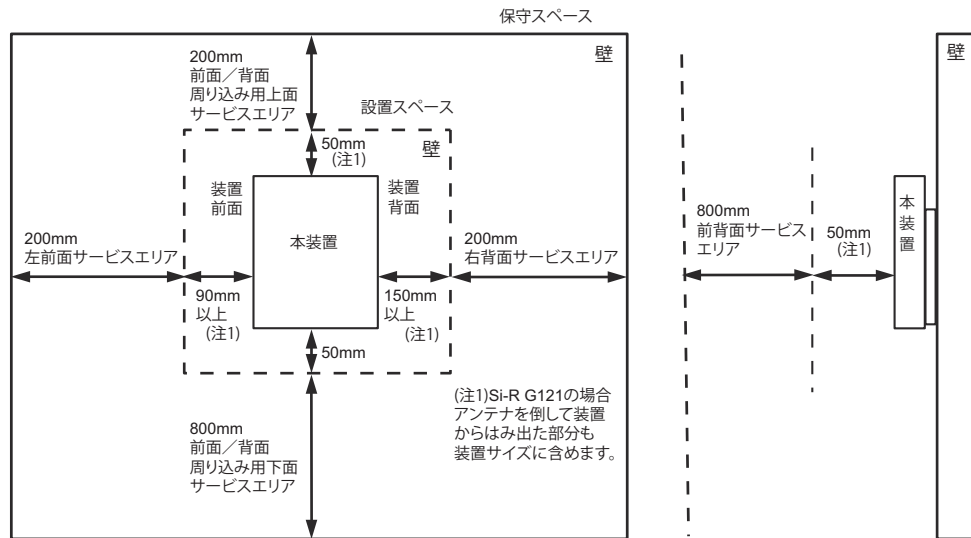 保守スペース
壁
200mm
前面／背面
周り込み用上面
サービスエリア
設置スペース
50mm
(注1)
壁
装置
前面
装置
背面
本装置
200mm
左前面サービスエリア
200mm
右背面サービスエリア
90mm
以上
(注1)
150mm
以上
(注1)
50mm
800mm
前面／背面
周り込み用下面
サービスエリア
(注1)Si-R G121の場合
アンテナを倒して装置
からはみ出た部分も
装置サイズに含めます。
壁
本
装
置
800mm
前背面サービス
エリア
50mm
(注1)